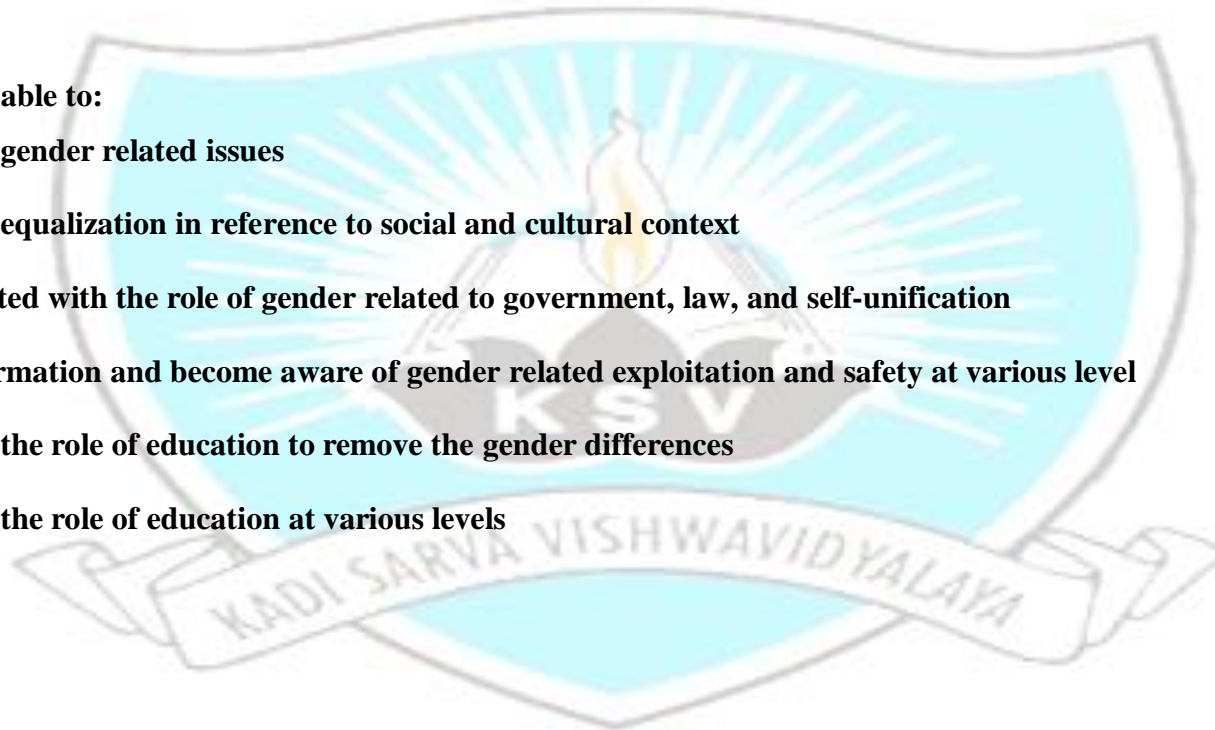 able to:
gender related issues
equalization in reference to social and cultural context
ted with the role of gender related to government, law, and self-unification
rmation and become aware of gender related exploitation and safety at various level
KSV
the role of education to remove the gender differences
the role of education at various levels
KADI SARVA VISHWAVIDYALAYA